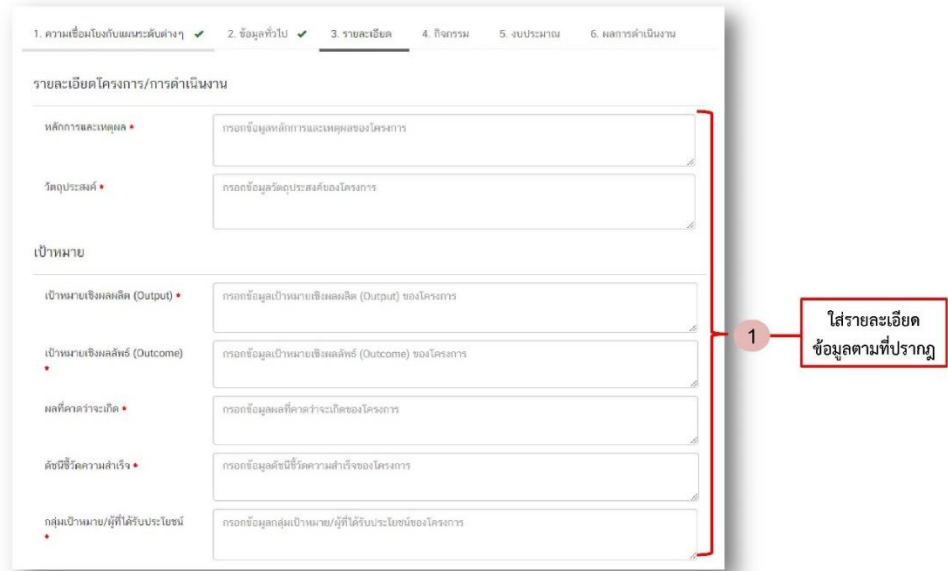 1. ความเชื่อมโยงกับแผนระดับต่างๆ ✔ 2. ข้อมูลทั่วไป ✔ 3. รายละเอียด 4. กิจกรรม 5. งบประมาณ 6. ผลการดำเนินงาน
รายละเอียดโครงการ/การดำเนินงาน
หลักการและเหตุผล * กรอกข้อมูลหลักการและเหตุผลของโครงการ
วัตถุประสงค์ * กรอกข้อมูลวัตถุประสงค์ของโครงการ
เป้าหมาย
เป้าหมายเชิงผลผลิต (Output) * กรอกข้อมูลเป้าหมายเชิงผลผลิต (Output) ของโครงการ
1
ใส่รายละเอียด
ข้อมูลตามที่ปรากฏ
เป้าหมายเชิงผลลัพธ์ (Outcome) กรอกข้อมูลเป้าหมายเชิงผลลัพธ์ (Outcome) ของโครงการ
*
ผลที่คาดว่าจะเกิด * กรอกข้อมูลผลที่คาดว่าจะเกิดของโครงการ
ดัชนีชี้วัดความสำเร็จ * กรอกข้อมูลดัชนีชี้วัดความสำเร็จของโครงการ
กลุ่มเป้าหมาย/ผู้ที่ได้รับประโยชน์ กรอกข้อมูลกลุ่มเป้าหมาย/ผู้ที่ได้รับประโยชน์ของโครงการ
*